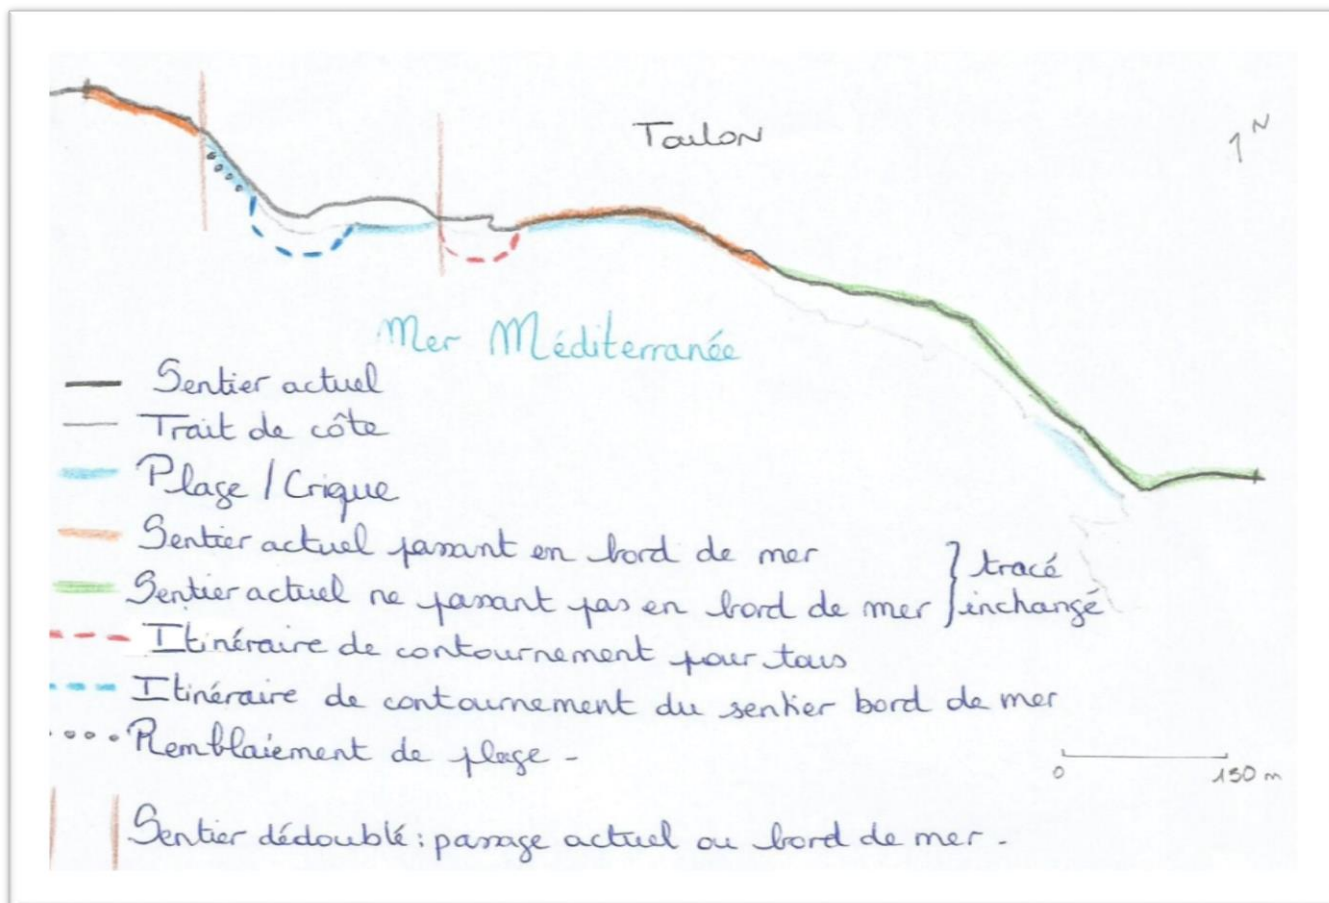 Toulon
N
Mer Méditerranée
Sentier actuel
Trait de côte
Plage / Crique
Sentier actuel passant en bord de mer
Sentier actuel ne passant pas en bord de mer
} tracé
inchangé
Itinéraire de contournement pour tous
Itinéraire de contournement du sentier bord de mer
Remblaiement de plage -
0 150 m
Sentier dédoublé : passage actuel ou bord de mer -